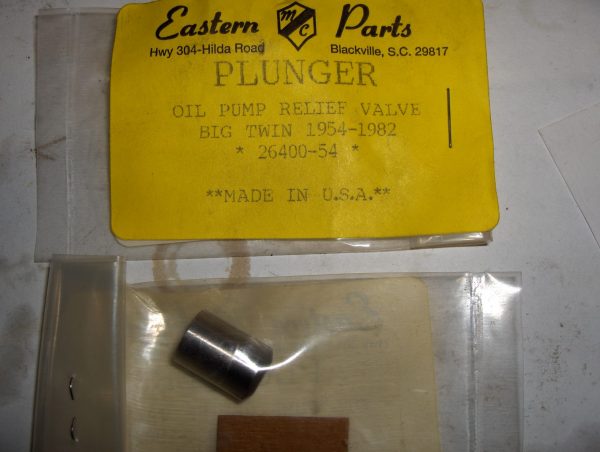 Eastern MC Parts
Hwy 304-Hilda Road Blackville, S.C. 29817
PLUNGER
OIL PUMP RELIEF VALVE
BIG TWIN 1954-1982
* 26400-54 *
**MADE IN U.S.A.**